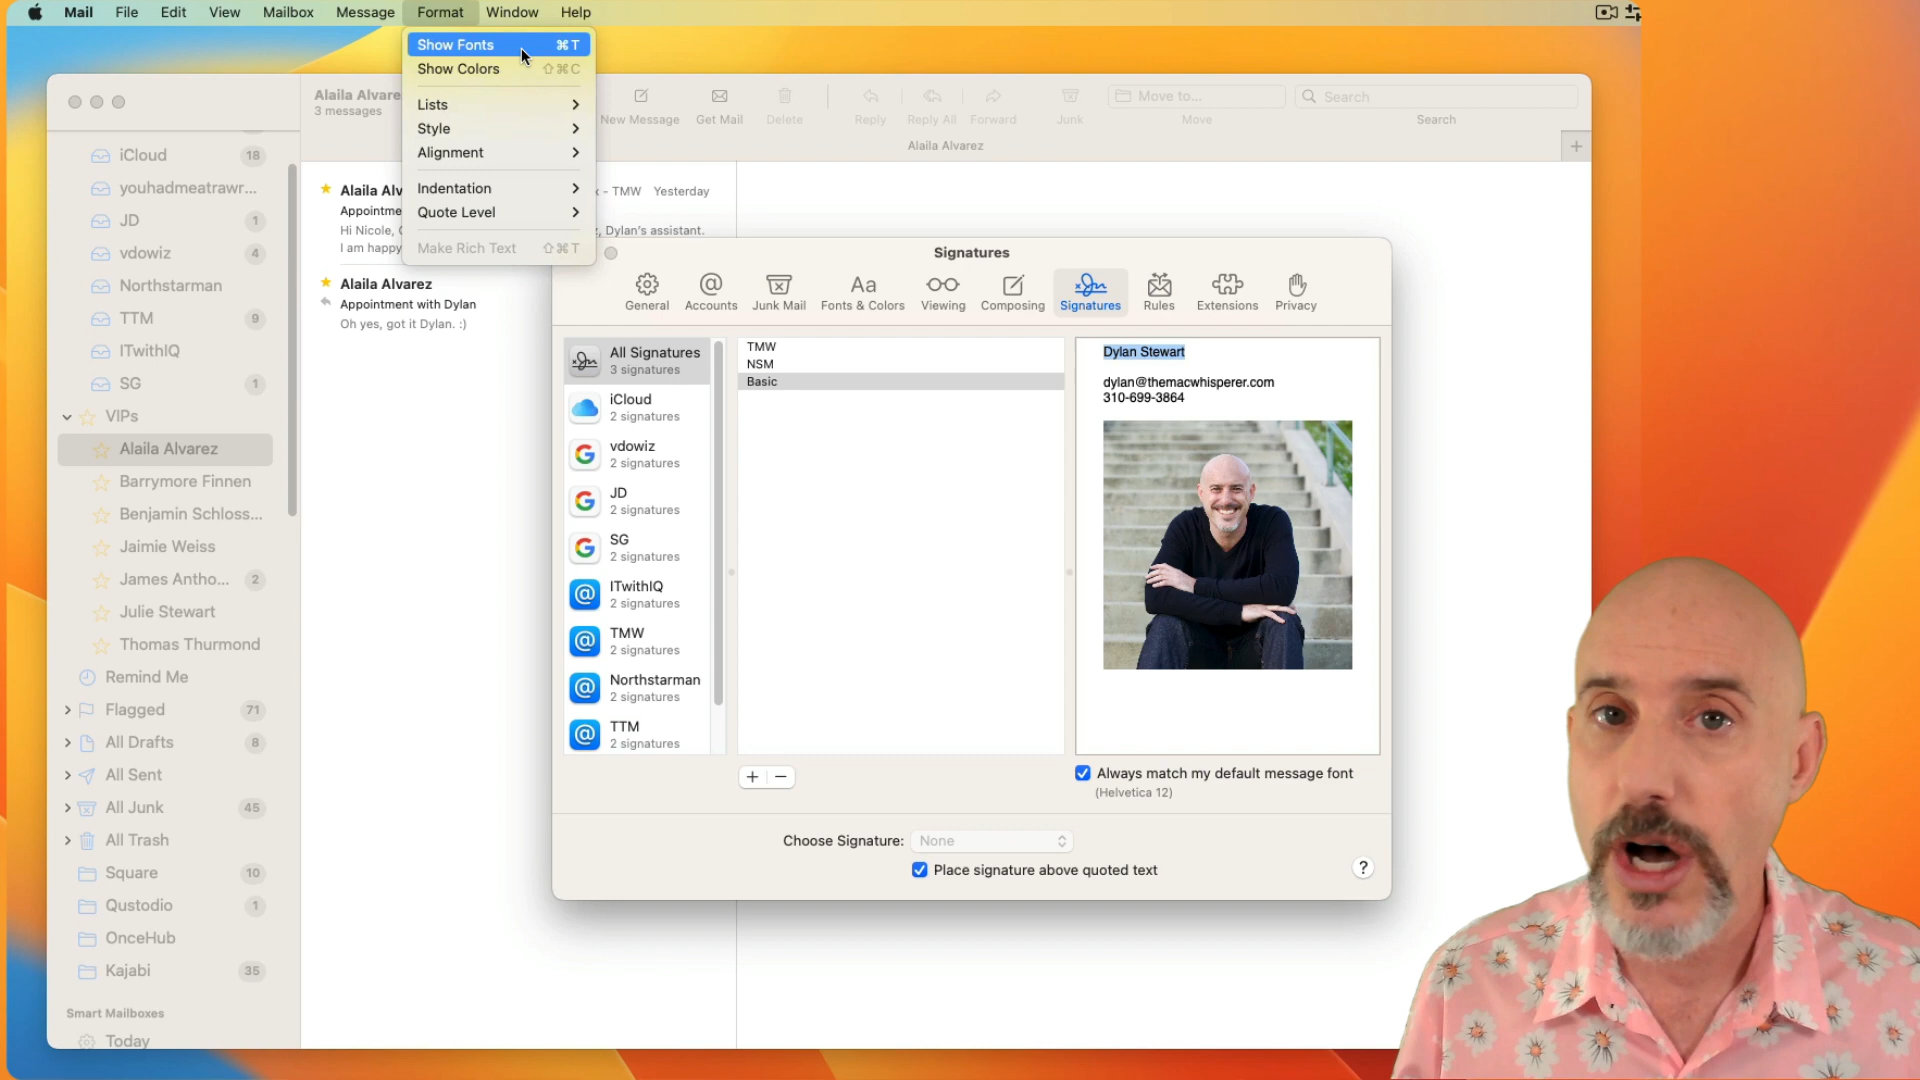 Mail File Edit View Mailbox Message Format Window Help
Show Fonts ⌘T
Show Colors ⇧⌘C
Lists
Style
Alignment
Indentation
Quote Level
Make Rich Text ⇧⌘T
Alaila Alvare
3 messages
New Message
Get Mail
Delete
Reply
Reply All
Forward
Junk
Move to...
Move
Search
Search
Alaila Alvarez
iCloud 18
youhadmeatrawr...
JD 1
vdowiz 4
Northstarman
TTM 9
ITwithIQ
SG 1
VIPs
Alaila Alvarez
Barrymore Finnen
Benjamin Schloss...
Jaimie Weiss
James Antho... 2
Julie Stewart
Thomas Thurmond
Remind Me
Flagged 71
All Drafts 8
All Sent
All Junk 45
All Trash
Square 10
Qustodio 1
OnceHub
Kajabi 35
Smart Mailboxes
Today
Alaila Alv
- TMW Yesterday
Appointme
Hi Nicole,
, Dylan's assistant.
I am happy
Alaila Alvarez
Appointment with Dylan
Oh yes, got it Dylan. :)
Signatures
General
Accounts
Junk Mail
Aa
Fonts & Colors
Viewing
Composing
Signatures
Rules
Extensions
Privacy
All Signatures
3 signatures
iCloud
2 signatures
vdowiz
2 signatures
JD
2 signatures
SG
2 signatures
ITwithIQ
2 signatures
TMW
2 signatures
Northstarman
2 signatures
TTM
2 signatures
TMW
NSM
Basic
Dylan Stewart
dylan@themacwhisperer.com
310-699-3864
Always match my default message font
(Helvetica 12)
Choose Signature: None
Place signature above quoted text
?